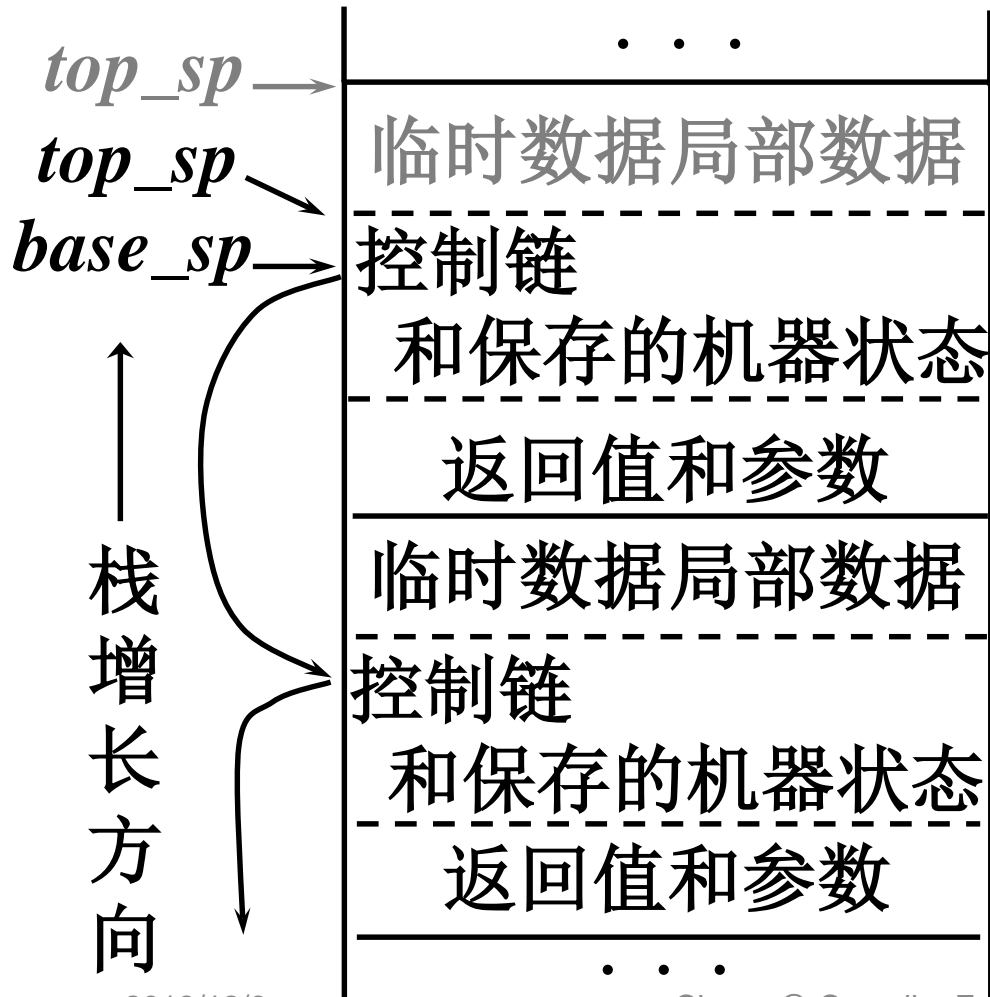 . . .
top_sp
临时数据局部数据
top_sp
base_sp
控制链
和保存的机器状态
返回值和参数
临时数据局部数据
控制链
和保存的机器状态
返回值和参数
. . .
栈增长方向